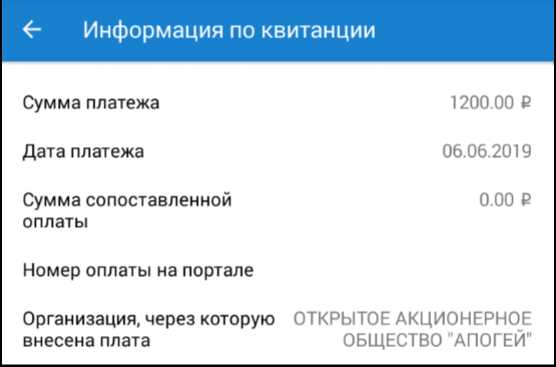 Информация по квитанции
Сумма платежа 1200.00 ₽
Дата платежа 06.06.2019
Сумма сопоставленной 0.00 ₽
оплаты
Номер оплаты на портале
Организация, через которую ОТКРЫТОЕ АКЦИОНЕРНОЕ
внесена плата ОБЩЕСТВО "АПОГЕЙ"